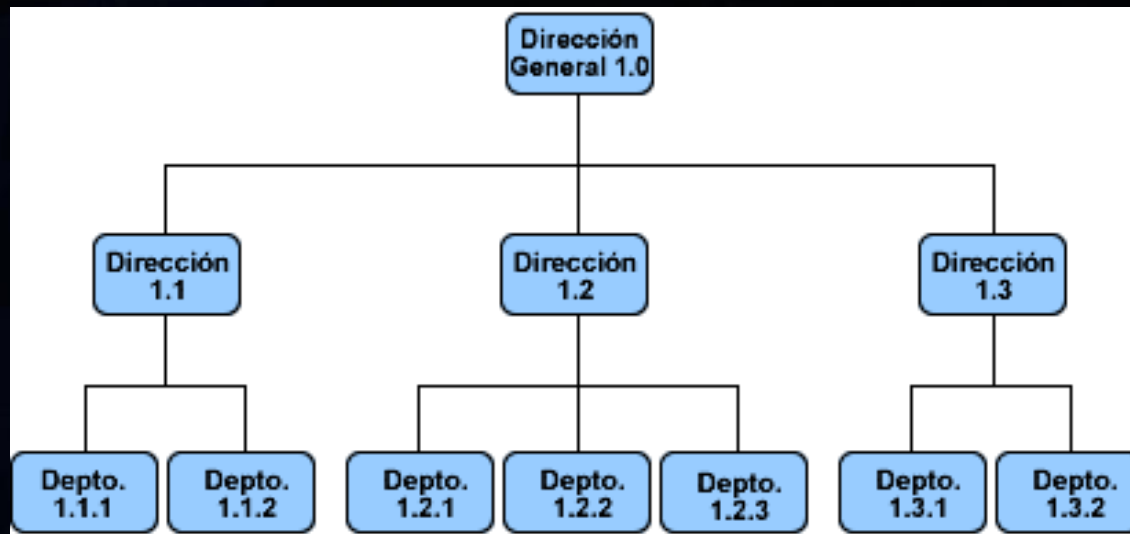 Dirección
General 1.0
Dirección
1.1
Dirección
1.2
Dirección
1.3
Depto.
1.1.1
Depto.
1.1.2
Depto.
1.2.1
Depto.
1.2.2
Depto.
1.2.3
Depto.
1.3.1
Depto.
1.3.2